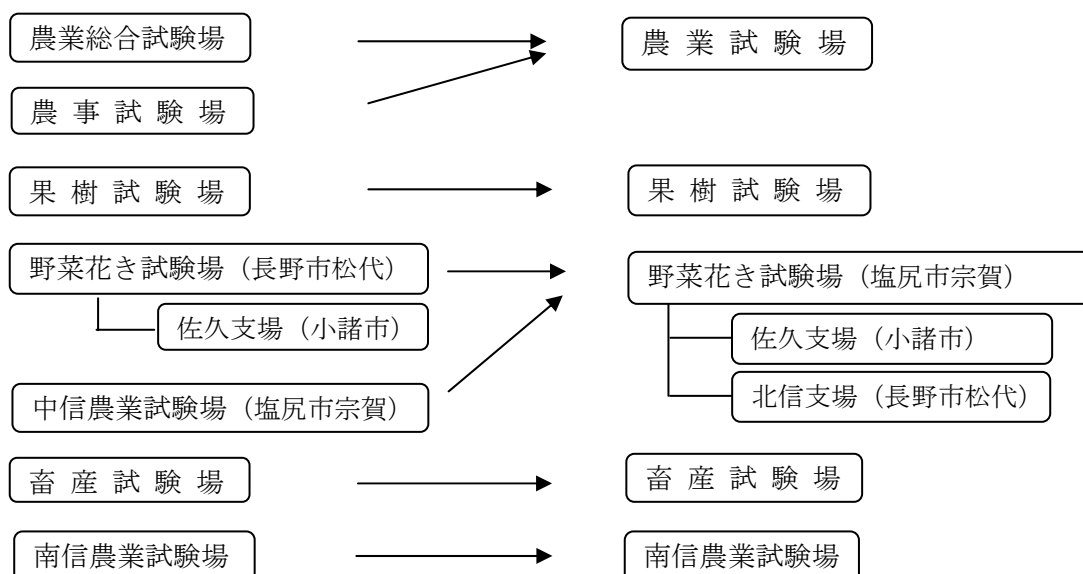 農業総合試験場
農業試験場
農事試験場
果樹試験場
果樹試験場
野菜花き試験場（長野市松代）
野菜花き試験場（塩尻市宗賀）
佐久支場（小諸市）
佐久支場（小諸市）
中信農業試験場（塩尻市宗賀）
北信支場（長野市松代）
畜産試験場
畜産試験場
南信農業試験場
南信農業試験場